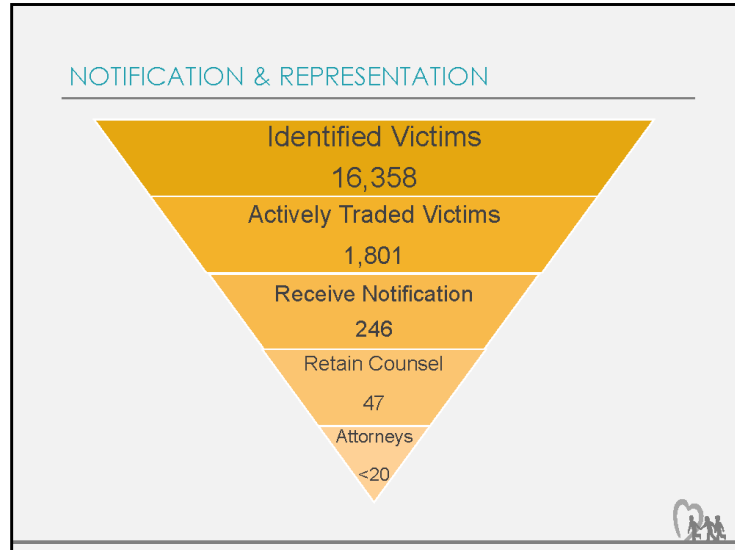 NOTIFICATION & REPRESENTATION
Identified Victims
16,358
Actively Traded Victims
1,801
Receive Notification
246
Retain Counsel
47
Attorneys
<20